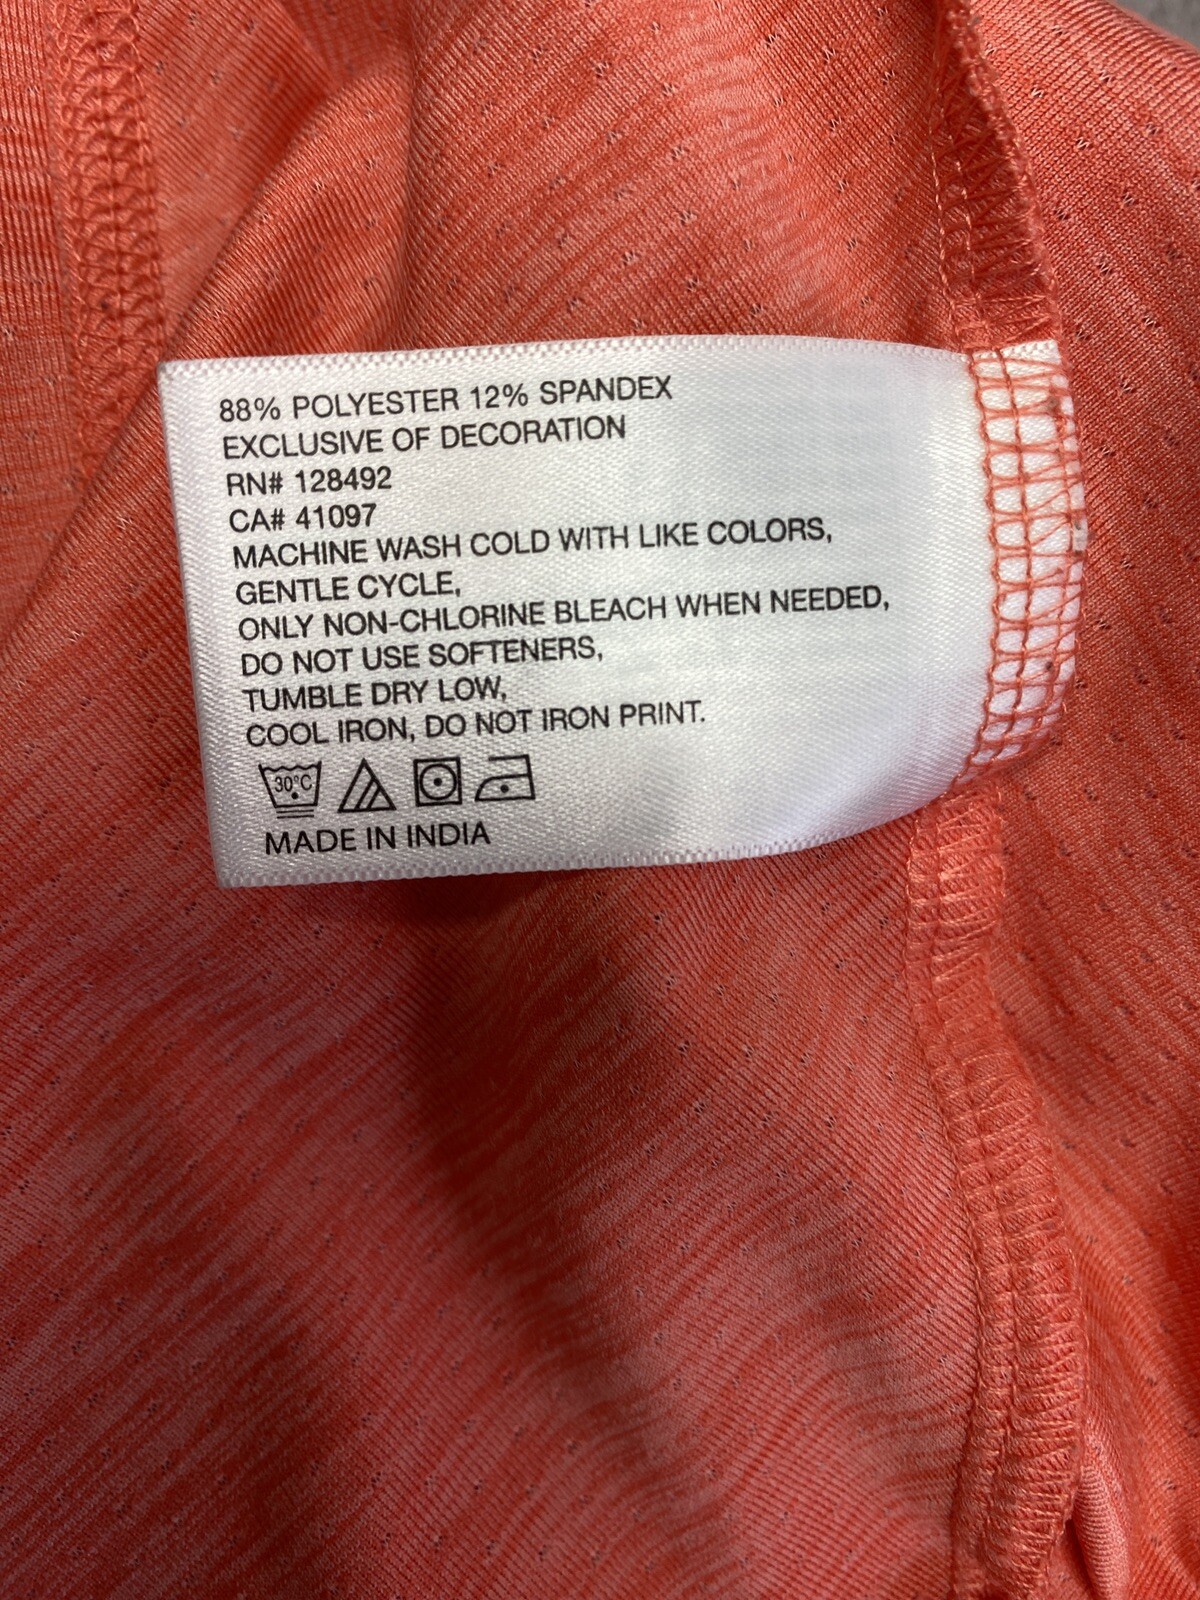 88% POLYESTER 12% SPANDEX
EXCLUSIVE OF DECORATION
RN# 128492
CA# 41097
MACHINE WASH COLD WITH LIKE COLORS,
GENTLE CYCLE,
ONLY NON-CHLORINE BLEACH WHEN NEEDED,
DO NOT USE SOFTENERS,
TUMBLE DRY LOW,
COOL IRON, DO NOT IRON PRINT.
30°C
MADE IN INDIA